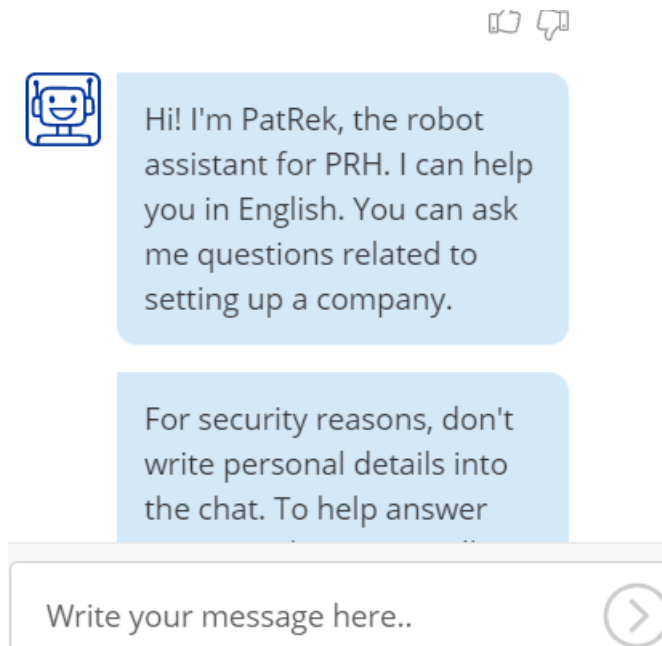 Hi! I'm PatRek, the robot
assistant for PRH. I can help
you in English. You can ask
me questions related to
setting up a company.
For security reasons, don't
write personal details into
the chat. To help answer
Write your message here..